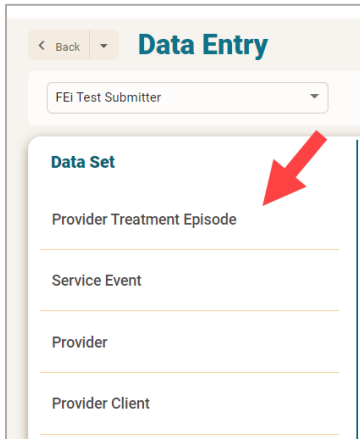 Back
Data Entry
FEi Test Submitter
Data Set
Provider Treatment Episode
Service Event
Provider
Provider Client